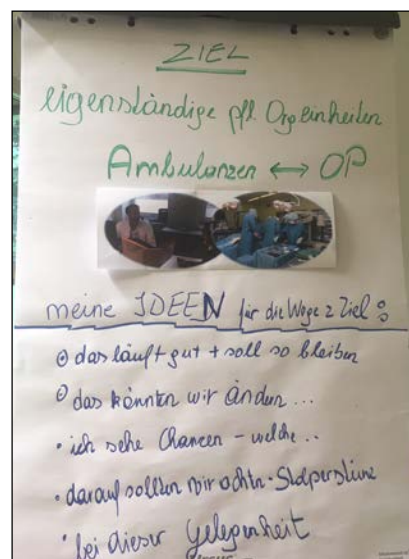 ZIEL
eigenständige pfl Orgeinheiten
Ambulanzen ↔ OP
meine IDEEN für die Wege z Ziel:
das läuft gut + soll so bleiben
das könnten wir ändern ...
• ich sehe Chancen - welche ..
• darauf sollten wir achten - Stolpersteine
• bei dieser Gelegenheit